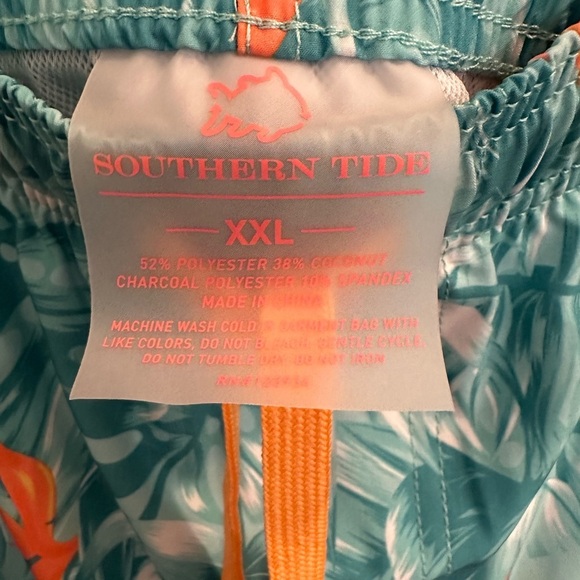 SOUTHERN TIDE
XXL
52% POLYESTER 38% COCONUT
CHARCOAL POLYESTER 10% SPANDEX
MADE IN CHINA
MACHINE WASH COLD IN GARMENT BAG WITH
LIKE COLORS, DO NOT BLEACH, GENTLE CYCLE,
DO NOT TUMBLE DRY, DO NOT IRON